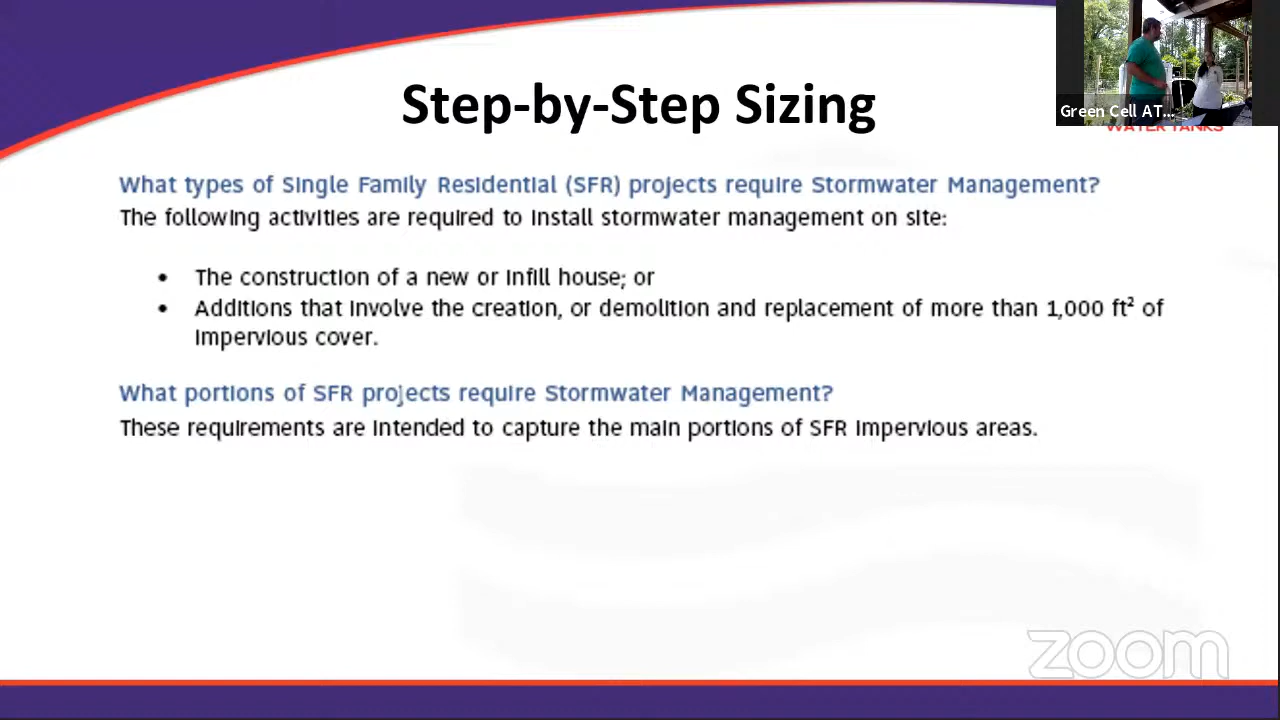 Step-by-Step Sizing
Green Cell AT...
WATER TANKS
What types of Single Family Residential (SFR) projects require Stormwater Management?
The following activities are required to install stormwater management on site:
• The construction of a new or infill house; or
• Additions that involve the creation, or demolition and replacement of more than 1,000 ft² of
impervious cover.
What portions of SFR projects require Stormwater Management?
These requirements are intended to capture the main portions of SFR impervious areas.
zoom